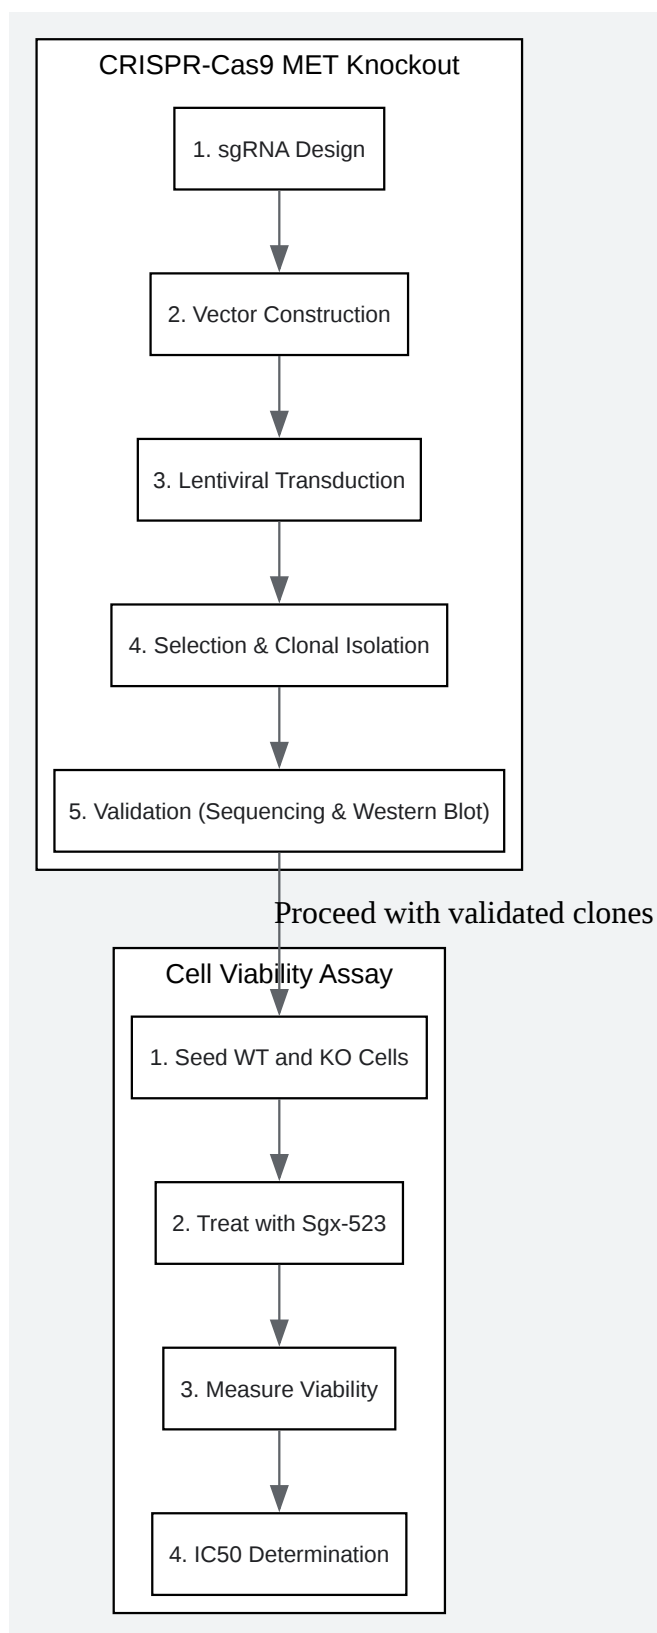 CRISPR-Cas9 MET Knockout
1. sgRNA Design
2. Vector Construction
3. Lentiviral Transduction
4. Selection & Clonal Isolation
5. Validation (Sequencing & Western Blot)
Proceed with validated clones
Cell Viability Assay
1. Seed WT and KO Cells
2. Treat with Sgx-523
3. Measure Viability
4. IC50 Determination